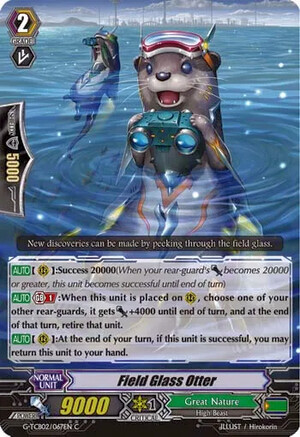 2
GRADE
5000
New discoveries can be made by peeking through the field glass.
AUTO [ ]:Success 20000(When your rear-guard's becomes 20000
or greater, this unit becomes successful until end of turn)
AUTO GB 1 :When this unit is placed on , choose one of your
other rear-guards, it gets +4000 until end of turn, and at the
end of that turn, retire that unit.
AUTO [ ]:At the end of your turn, if this unit is successful, you may
return this unit to your hand.
NORMAL
UNIT
Field Glass Otter
POWER
9000
1
CRITICAL
Great Nature
High Beast
G-TCB02/067EN C
ILLUST / Hirokorin